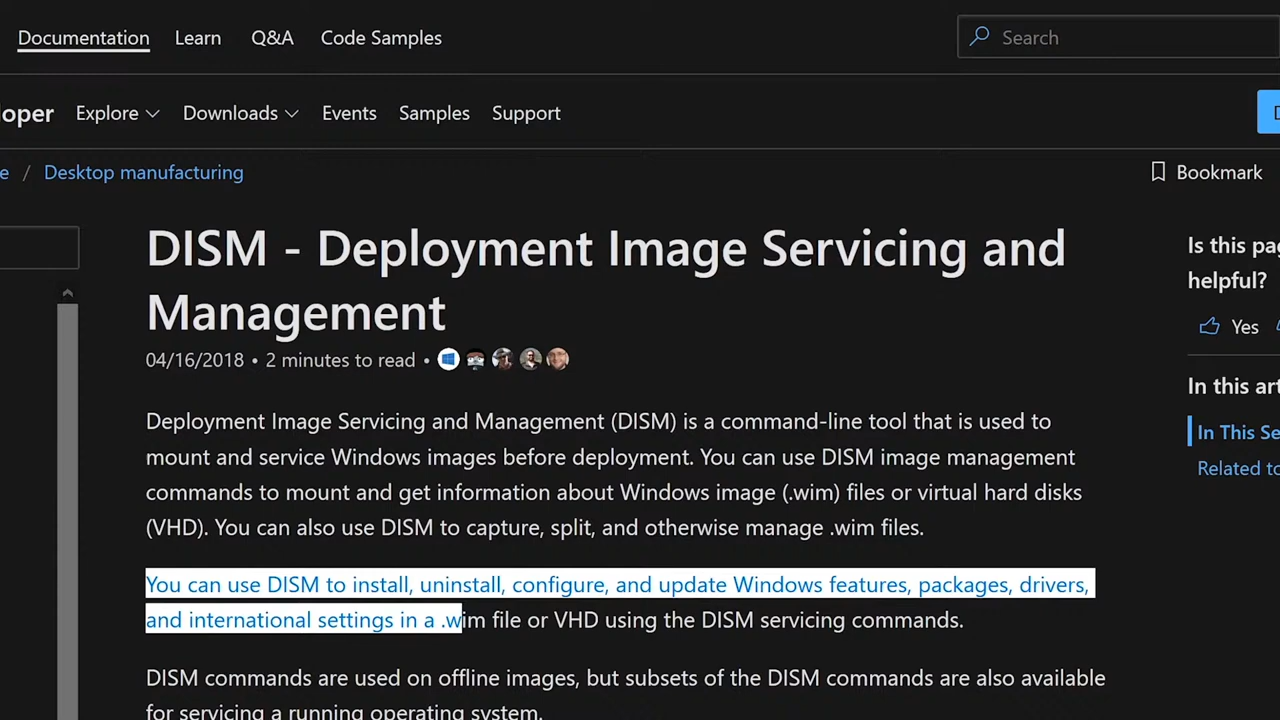 Documentation Learn Q&A Code Samples Search
loper Explore Downloads Events Samples Support
e / Desktop manufacturing Bookmark
DISM - Deployment Image Servicing and
Management
04/16/2018 • 2 minutes to read •
Deployment Image Servicing and Management (DISM) is a command-line tool that is used to
mount and service Windows images before deployment. You can use DISM image management
commands to mount and get information about Windows image (.wim) files or virtual hard disks
(VHD). You can also use DISM to capture, split, and otherwise manage .wim files.
You can use DISM to install, uninstall, configure, and update Windows features, packages, drivers,
and international settings in a .wim file or VHD using the DISM servicing commands.
DISM commands are used on offline images, but subsets of the DISM commands are also available
for servicing a running operating system.
Is this pag
helpful?
Yes
In this art
In This Se
Related to